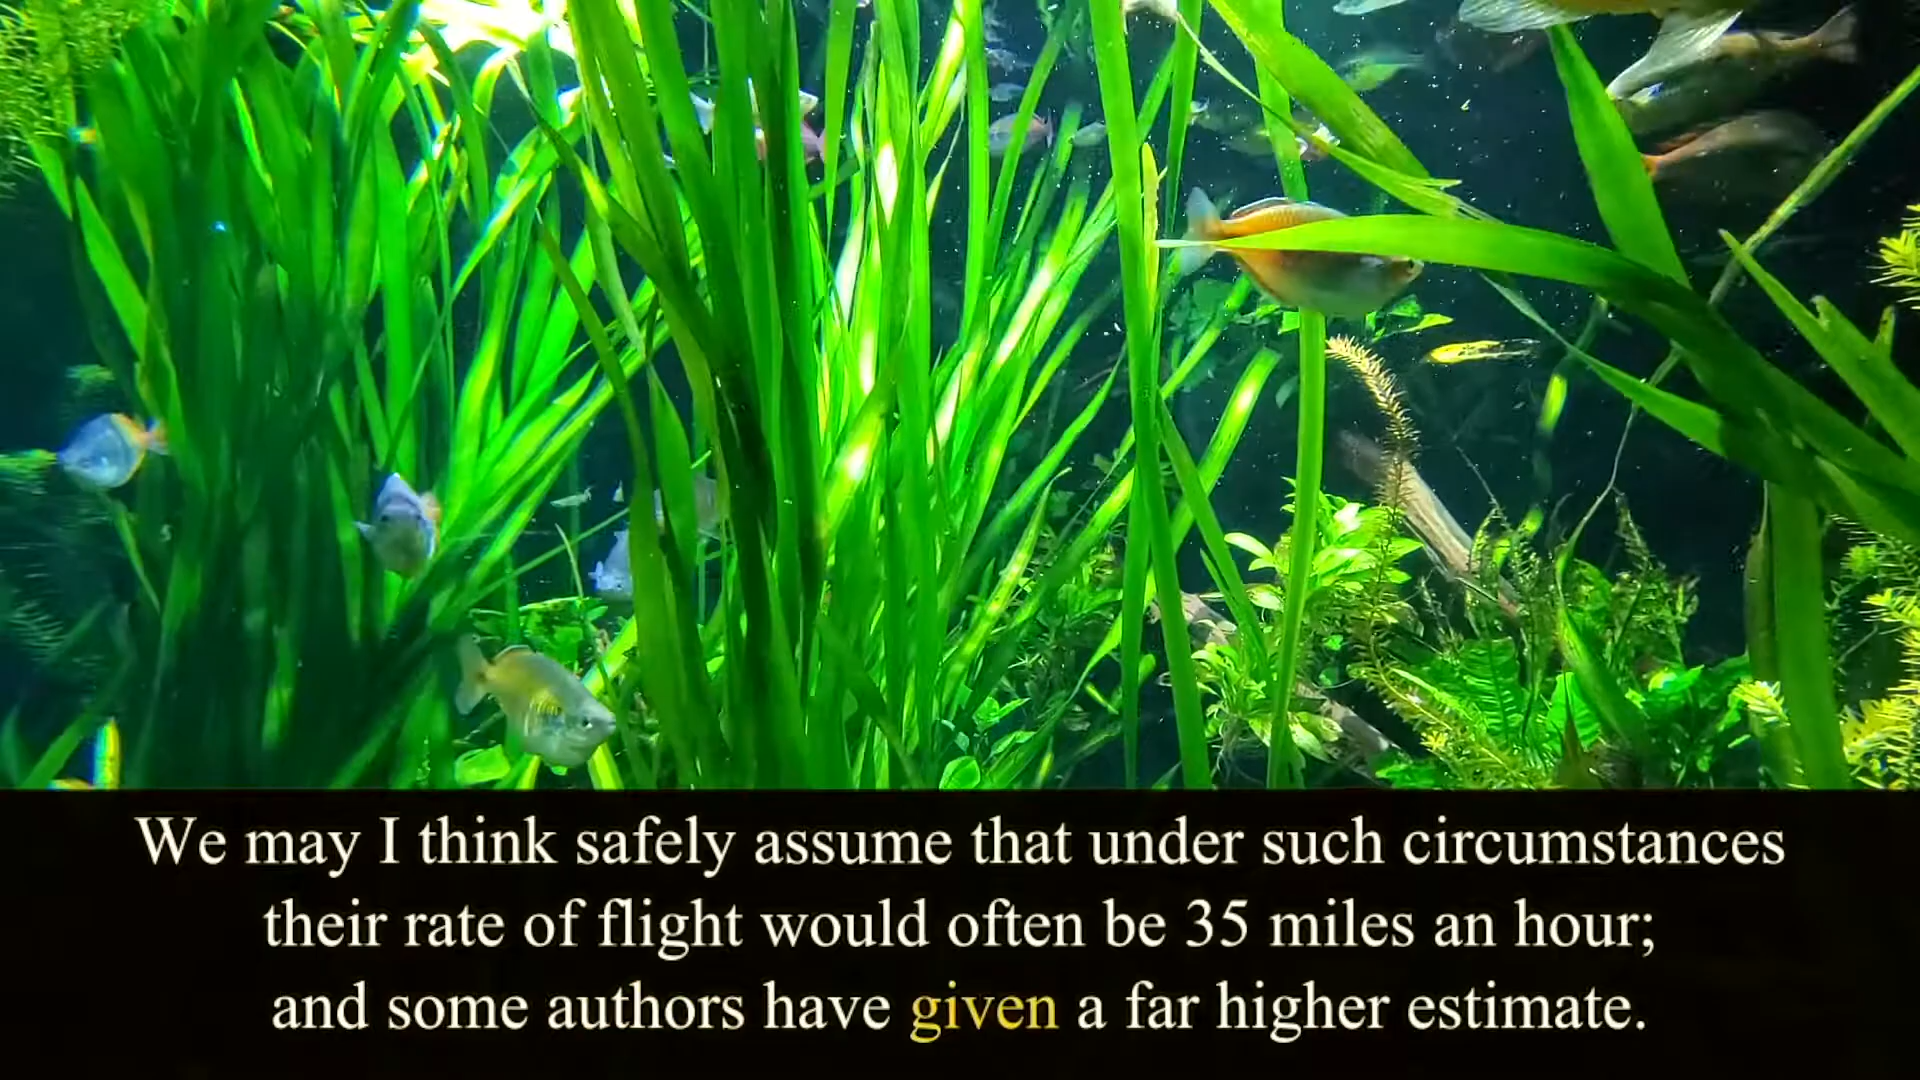 We may I think safely assume that under such circumstances
their rate of flight would often be 35 miles an hour;
and some authors have given a far higher estimate.